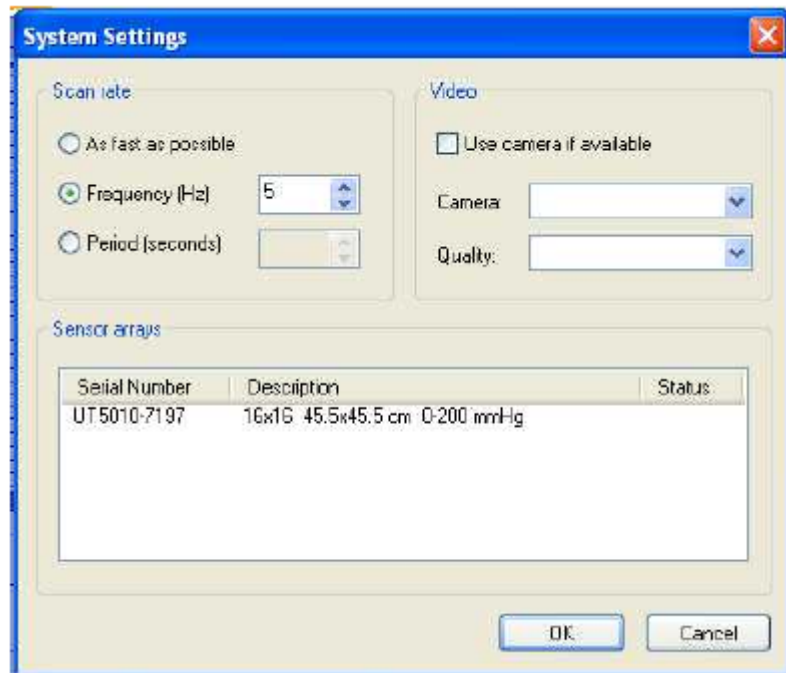 System Settings
Scan rate
As fast as possible
Frequency (Hz)
5
Period (seconds)
Video
Use camera if available
Camera:
Quality:
Sensor arrays
Serial Number Description Status
UT5010-7197 16x16 45.5x45.5 cm 0-200 mmHg
OK Cancel